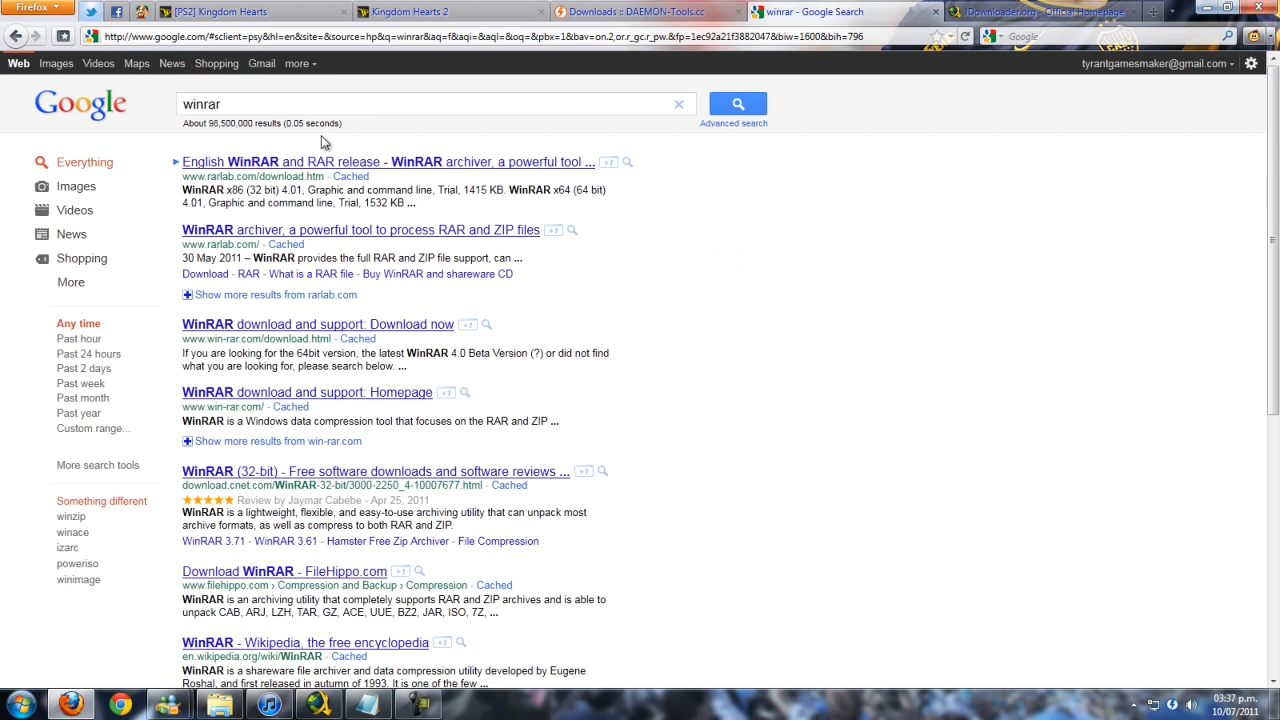 Firefox
[PS2] Kingdom Hearts
Kingdom Hearts 2
Downloads :: DAEMON-Tools.cc
winrar - Google Search
JDownloader.org - Official Homepage
http://www.google.com/#sclient=psy&hl=en&site=&source=hp&q=winrar&aq=f&aqi=&aql=&oq=&pbx=1&bav=on.2,or.r_gc.r_pw.&fp=1ec92a21f3882047&biw=1600&bih=796
Google
Web Images Videos Maps News Shopping Gmail more
tyrantgamesmaker@gmail.com
Google
winrar
About 98,500,000 results (0.05 seconds)
Advanced search
Everything
Images
Videos
News
Shopping
More
Any time
Past hour
Past 24 hours
Past 2 days
Past week
Past month
Past year
Custom range...
More search tools
Something different
winzip
winace
izarc
poweriso
winimage
English WinRAR and RAR release - WinRAR archiver, a powerful tool ... +1
www.rarlab.com/download.htm - Cached
WinRAR x86 (32 bit) 4.01, Graphic and command line, Trial, 1415 KB. WinRAR x64 (64 bit)
4.01, Graphic and command line, Trial, 1532 KB ...
WinRAR archiver, a powerful tool to process RAR and ZIP files +1
www.rarlab.com/ - Cached
30 May 2011 – WinRAR provides the full RAR and ZIP file support, can ...
Download - RAR - What is a RAR file - Buy WinRAR and shareware CD
Show more results from rarlab.com
WinRAR download and support: Download now +1
www.win-rar.com/download.html - Cached
If you are looking for the 64bit version, the latest WinRAR 4.0 Beta Version (?) or did not find
what you are looking for, please search below. ...
WinRAR download and support: Homepage +1
www.win-rar.com/ - Cached
WinRAR is a Windows data compression tool that focuses on the RAR and ZIP ...
Show more results from win-rar.com
WinRAR (32-bit) - Free software downloads and software reviews ... +1
download.cnet.com/WinRAR-32-bit/3000-2250_4-10007677.html - Cached
Review by Jaymar Cabebe - Apr 25, 2011
WinRAR is a lightweight, flexible, and easy-to-use archiving utility that can unpack most
archive formats, as well as compress to both RAR and ZIP.
WinRAR 3.71 - WinRAR 3.61 - Hamster Free Zip Archiver - File Compression
Download WinRAR - FileHippo.com +1
www.filehippo.com › Compression and Backup › Compression - Cached
WinRAR is an archiving utility that completely supports RAR and ZIP archives and is able to
unpack CAB, ARJ, LZH, TAR, GZ, ACE, UUE, BZ2, JAR, ISO, 7Z, ...
WinRAR - Wikipedia, the free encyclopedia +1
en.wikipedia.org/wiki/WinRAR - Cached
WinRAR is a shareware file archiver and data compression utility developed by Eugene
Roshal, and first released in autumn of 1993. It is one of the few ...
03:37 p.m.
10/07/2011